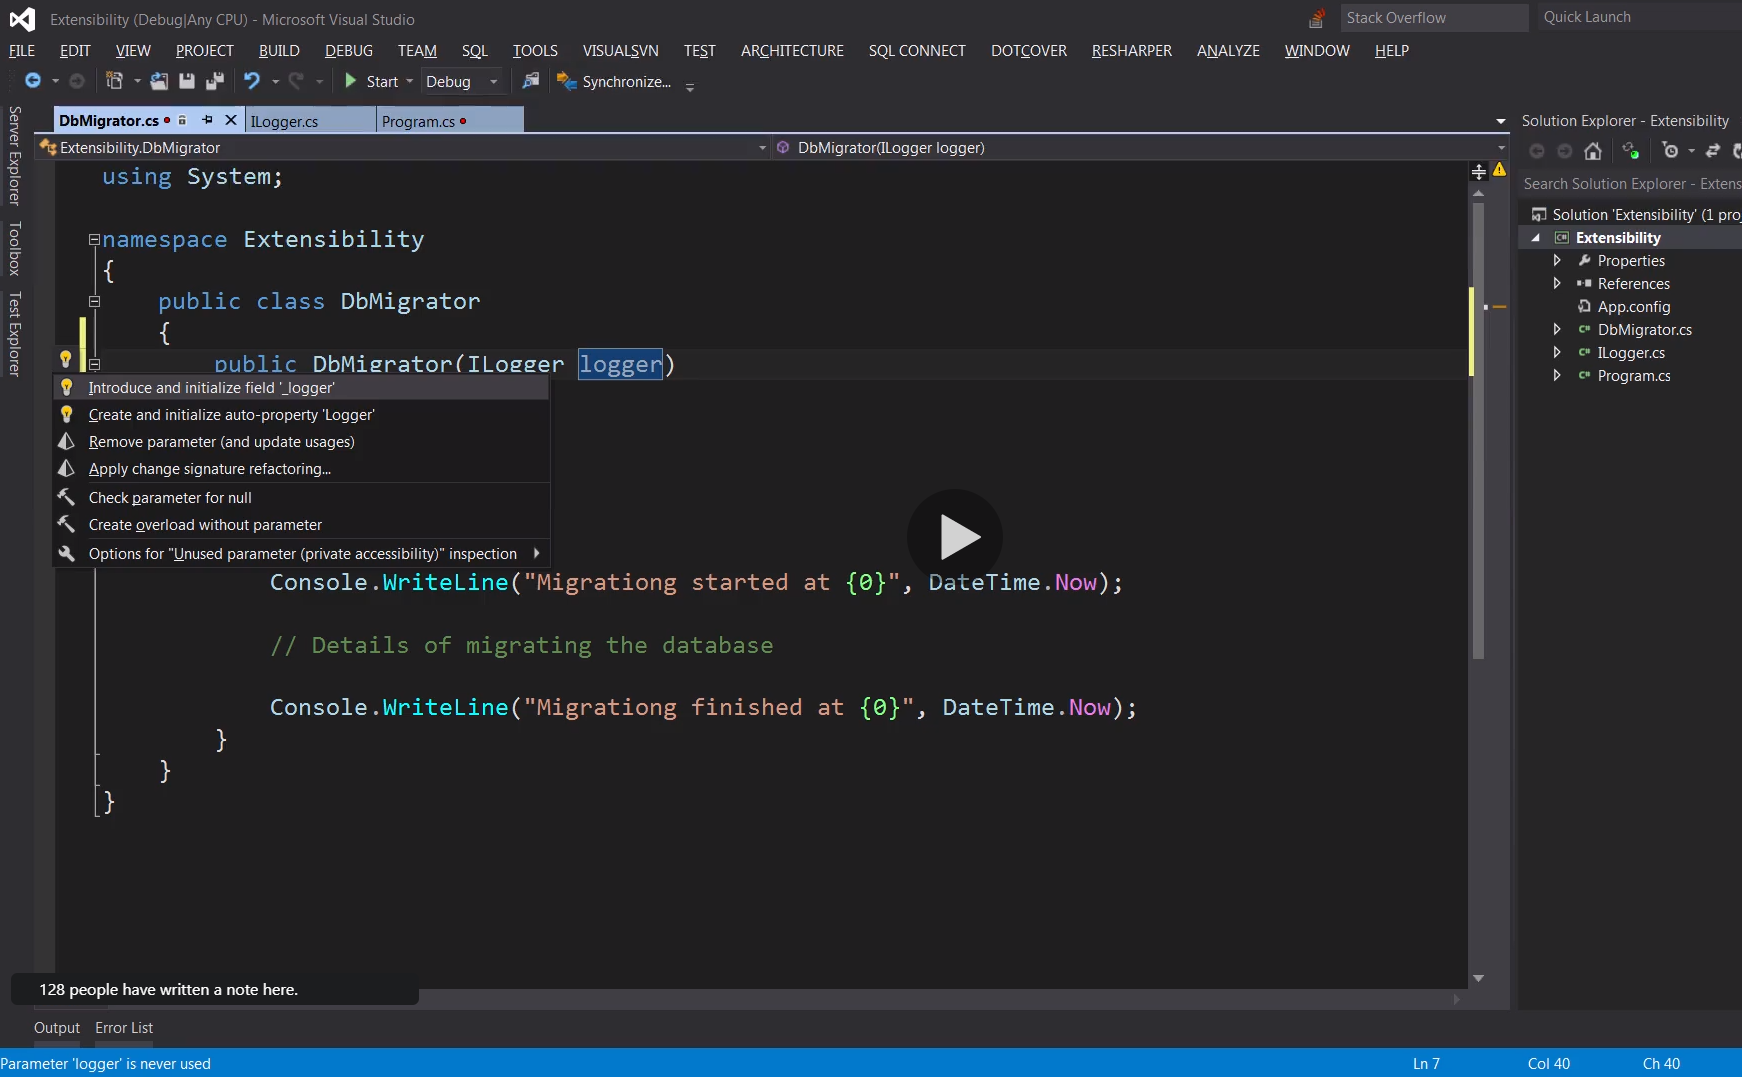 Extensibility (Debug|Any CPU) - Microsoft Visual Studio
Stack Overflow
Quick Launch
FILE EDIT VIEW PROJECT BUILD DEBUG TEAM SQL TOOLS VISUALSVN TEST ARCHITECTURE SQL CONNECT DOTCOVER RESHARPER ANALYZE WINDOW HELP
Start Debug Synchronize...
Server Explorer
Toolbox
Test Explorer
DbMigrator.cs ILogger.cs Program.cs
Extensibility.DbMigrator
DbMigrator(ILogger logger)
using System;
namespace Extensibility
{
public class DbMigrator
{
public DbMigrator(ILogger logger)
Introduce and initialize field '_logger'
Create and initialize auto-property 'Logger'
Remove parameter (and update usages)
Apply change signature refactoring...
Check parameter for null
Create overload without parameter
Options for "Unused parameter (private accessibility)" inspection
Console.WriteLine("Migrationg started at {0}", DateTime.Now);
// Details of migrating the database
Console.WriteLine("Migrationg finished at {0}", DateTime.Now);
}
}
}
Solution Explorer - Extensibility
Search Solution Explorer - Extens
Solution 'Extensibility' (1 proj
Extensibility
Properties
References
App.config
DbMigrator.cs
ILogger.cs
Program.cs
128 people have written a note here.
Output Error List
Parameter 'logger' is never used
Ln 7 Col 40 Ch 40